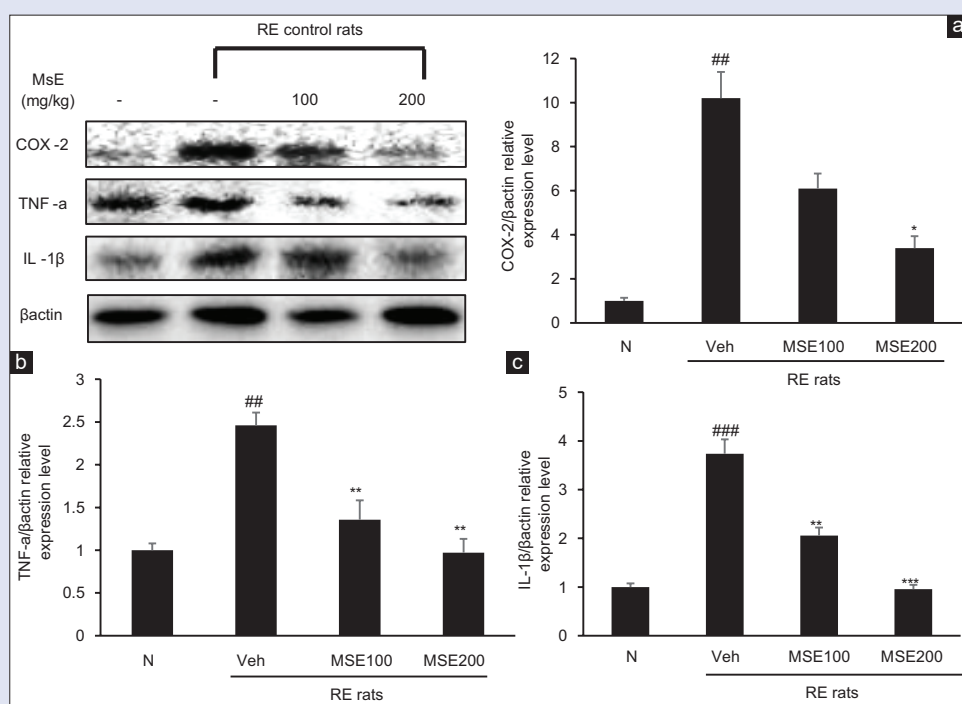 RE control rats
MsE
(mg/kg) - - 100 200
COX -2
TNF -a
IL -1β
βactin
a
COX-2/βactin relative
expression level
12
10
8
6
4
2
0
##
*
N Veh MSE100 MSE200
RE rats
b
TNF-a/βactin relative
expression level
3
2.5
2
1.5
1
0.5
0
##
**
**
N Veh MSE100 MSE200
RE rats
c
IL-1β/βactin relative
expression level
5
4
3
2
1
0
###
**
***
N Veh MSE100 MSE200
RE rats